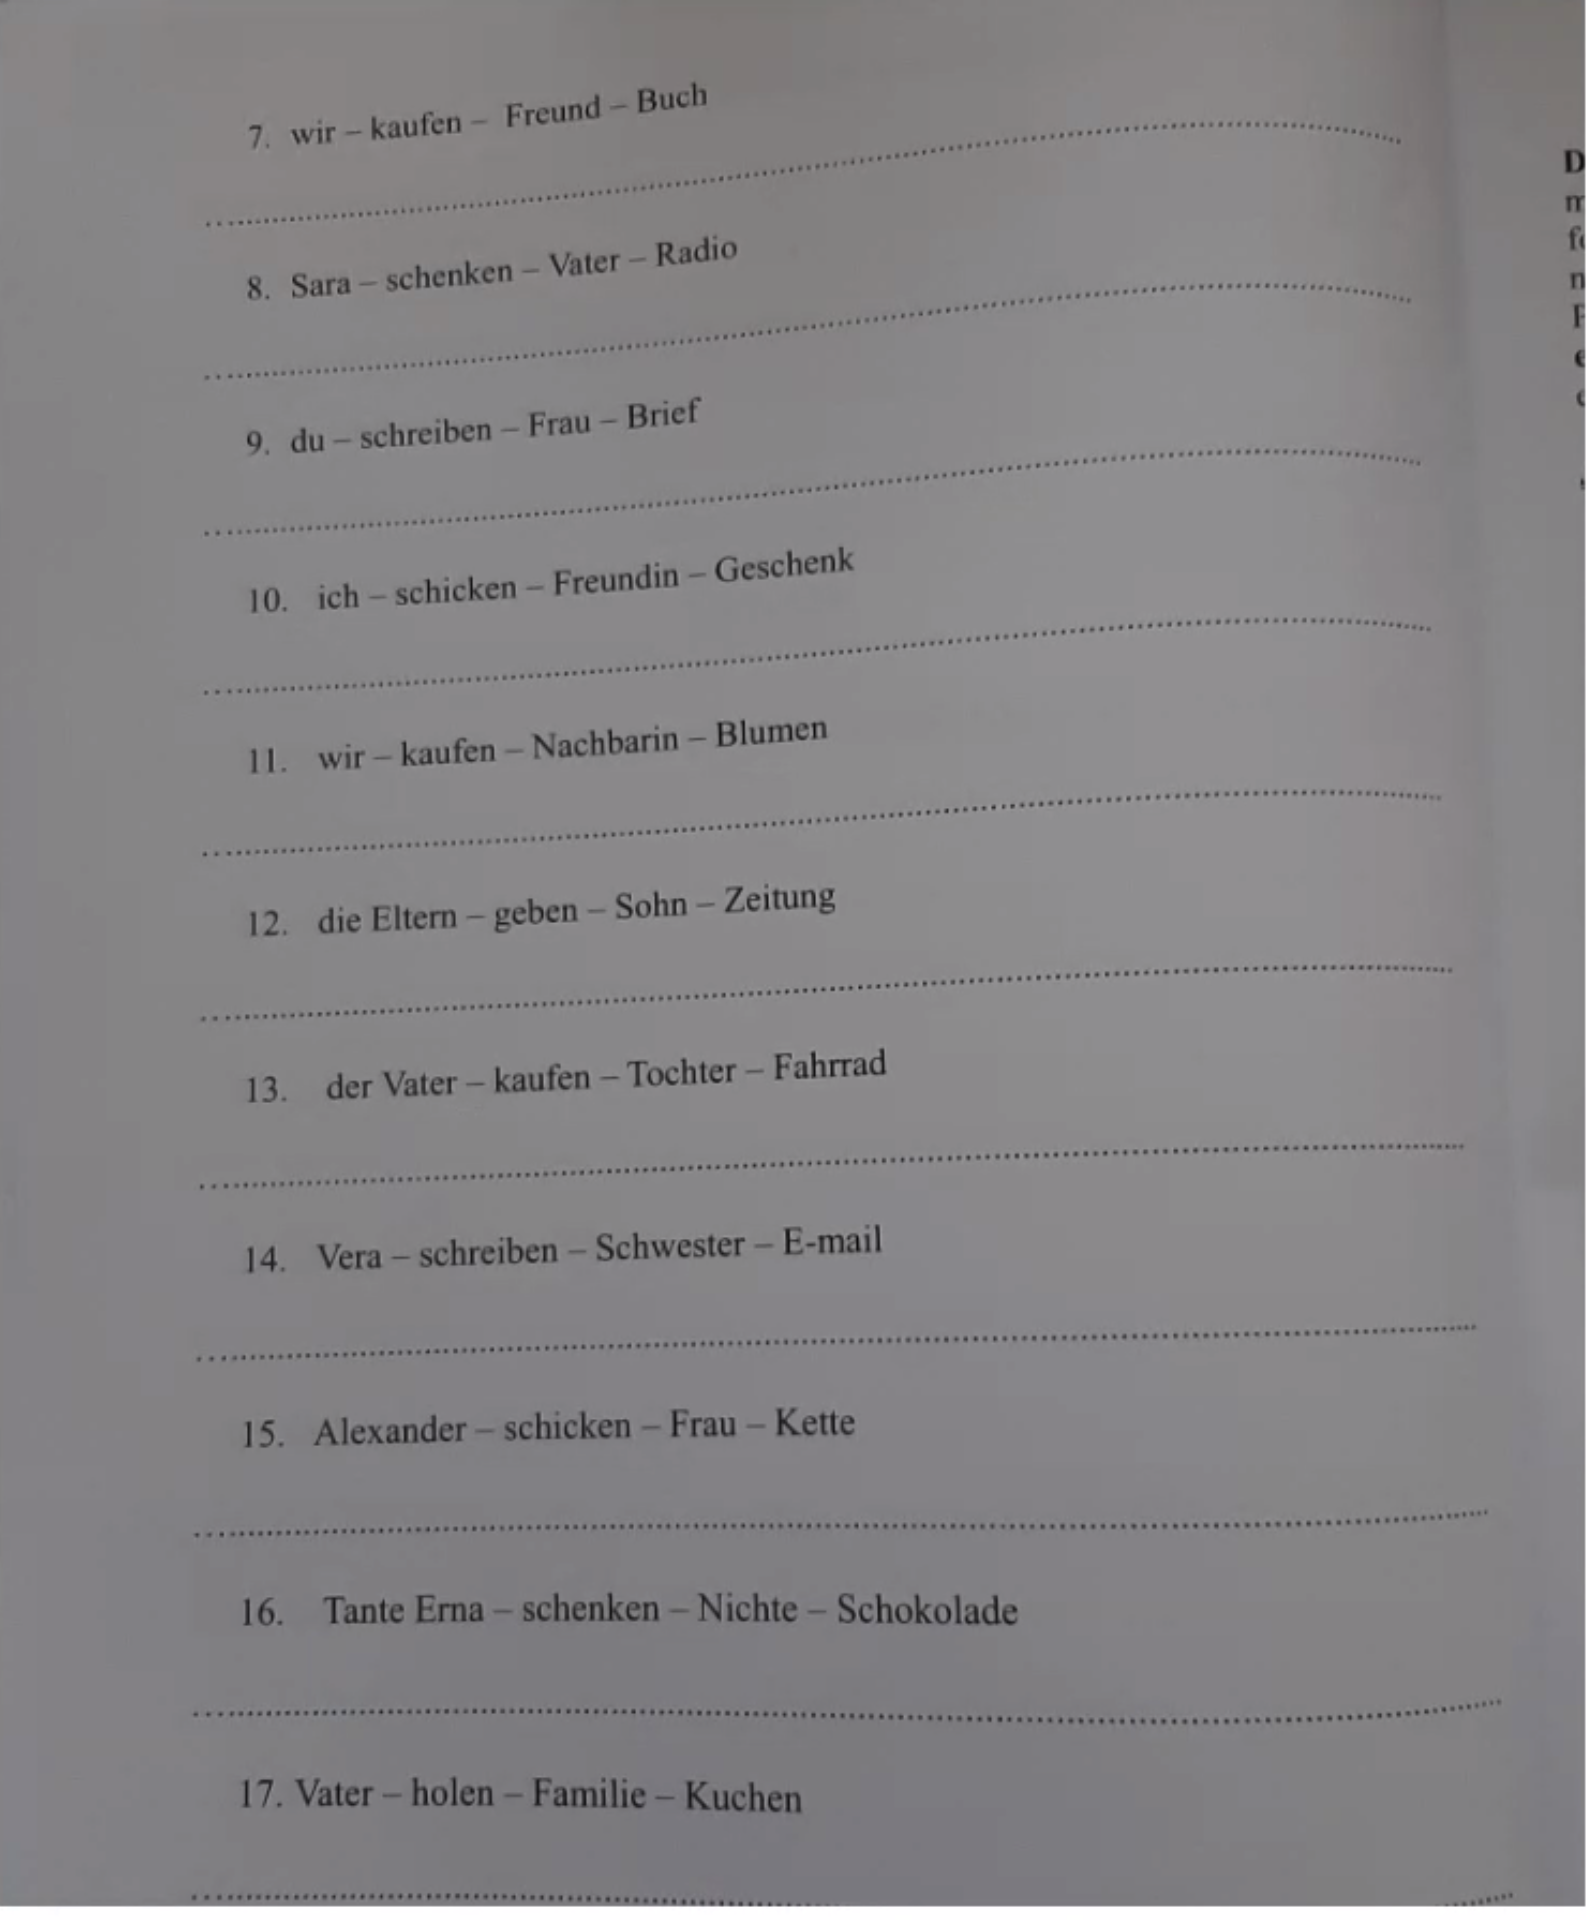 7. wir – kaufen – Freund – Buch
8. Sara – schenken – Vater – Radio
9. du – schreiben – Frau – Brief
10. ich – schicken – Freundin – Geschenk
11. wir – kaufen – Nachbarin – Blumen
12. die Eltern – geben – Sohn – Zeitung
13. der Vater – kaufen – Tochter – Fahrrad
14. Vera – schreiben – Schwester – E-mail
15. Alexander – schicken – Frau – Kette
16. Tante Erna – schenken – Nichte – Schokolade
17. Vater – holen – Familie – Kuchen